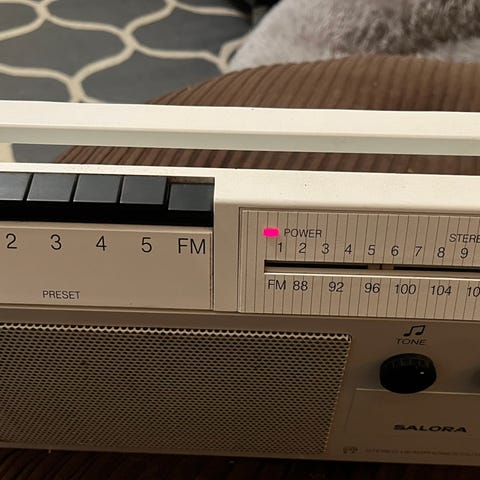 POWER
STERE
1 2 3 4 5 6 7 8 9
2 3 4 5 FM
FM 88 92 96 100 104 10
PRESET
TONE
SALORA